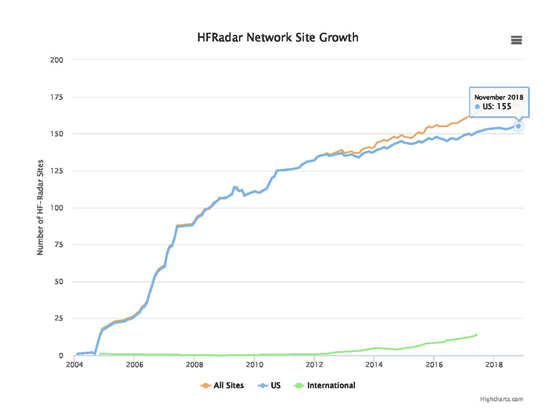 HFRadar Network Site Growth
200
November 2018
US: 155
175
150
125
100
75
50
25
0
Number of HF-Radar Sites
2004
2006
2008
2010
2012
2014
2016
2018
All Sites
US
International
Highcharts.com